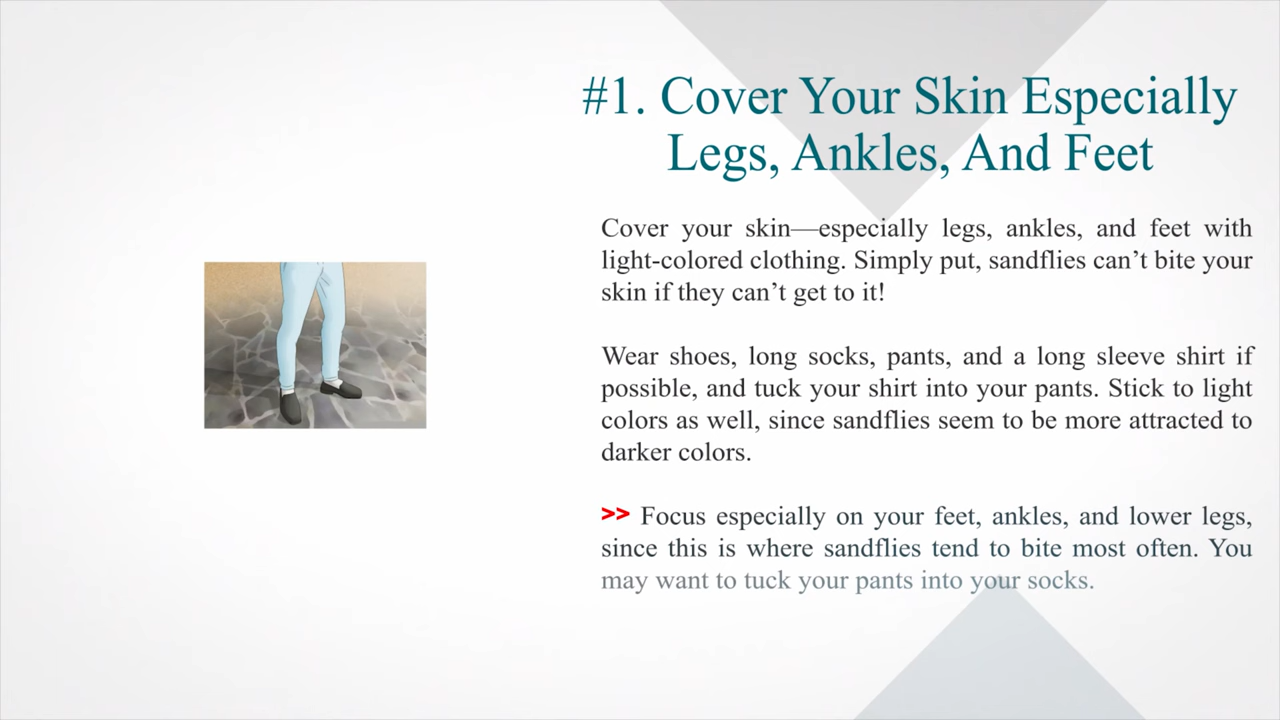 #1. Cover Your Skin Especially
Legs, Ankles, And Feet
Cover your skin—especially legs, ankles, and feet with
light-colored clothing. Simply put, sandflies can’t bite your
skin if they can’t get to it!
Wear shoes, long socks, pants, and a long sleeve shirt if
possible, and tuck your shirt into your pants. Stick to light
colors as well, since sandflies seem to be more attracted to
darker colors.
>> Focus especially on your feet, ankles, and lower legs,
since this is where sandflies tend to bite most often. You
may want to tuck your pants into your socks.